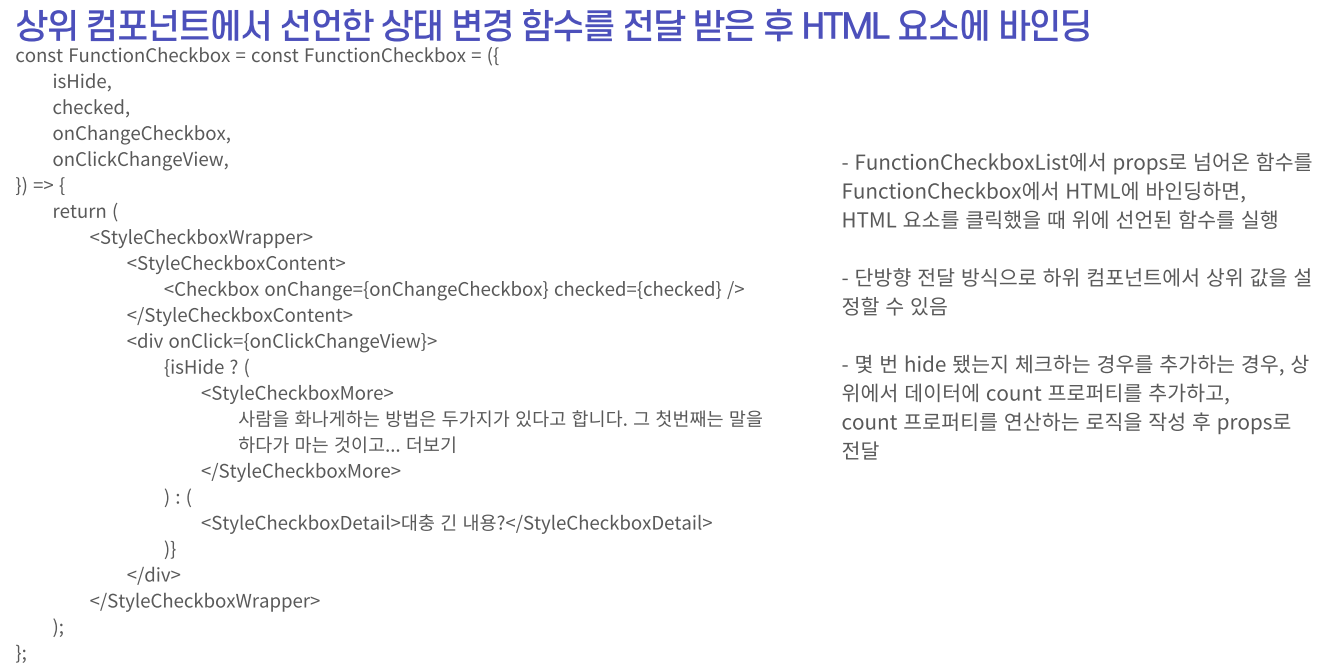 상위 컴포넌트에서 선언한 상태 변경 함수를 전달 받은 후 HTML 요소에 바인딩
const FunctionCheckbox = const FunctionCheckbox = ({
isHide,
checked,
onChangeCheckbox,
onClickChangeView,
}) => {
return (
<StyleCheckboxWrapper>
<StyleCheckboxContent>
<Checkbox onChange={onChangeCheckbox} checked={checked} />
</StyleCheckboxContent>
<div onClick={onClickChangeView}>
{isHide ? (
<StyleCheckboxMore>
사람을 화나게하는 방법은 두가지가 있다고 합니다. 그 첫번째는 말을
하다가 마는 것이고... 더보기
</StyleCheckboxMore>
) : (
<StyleCheckboxDetail>대충 긴 내용?</StyleCheckboxDetail>
)}
</div>
</StyleCheckboxWrapper>
);
};
- FunctionCheckboxList에서 props로 넘어온 함수를
FunctionCheckbox에서 HTML에 바인딩하면,
HTML 요소를 클릭했을 때 위에 선언된 함수를 실행
- 단방향 전달 방식으로 하위 컴포넌트에서 상위 값을 설
정할 수 있음
- 몇 번 hide 됐는지 체크하는 경우를 추가하는 경우, 상
위에서 데이터에 count 프로퍼티를 추가하고,
count 프로퍼티를 연산하는 로직을 작성 후 props로
전달